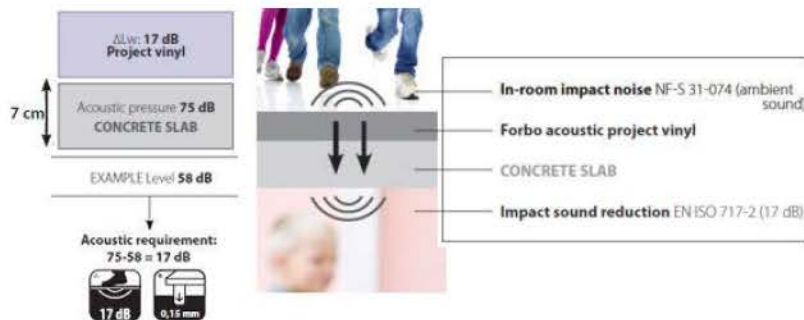 ΔLw: 17 dB
Project vinyl
7 cm
Acoustic pressure 75 dB
CONCRETE SLAB
EXAMPLE Level 58 dB
Acoustic requirement:
75-58 = 17 dB
17 dB
0,15 mm
In-room impact noise NF-S 31-074 (ambient
sound)
Forbo acoustic project vinyl
CONCRETE SLAB
Impact sound reduction EN ISO 717-2 (17 dB)